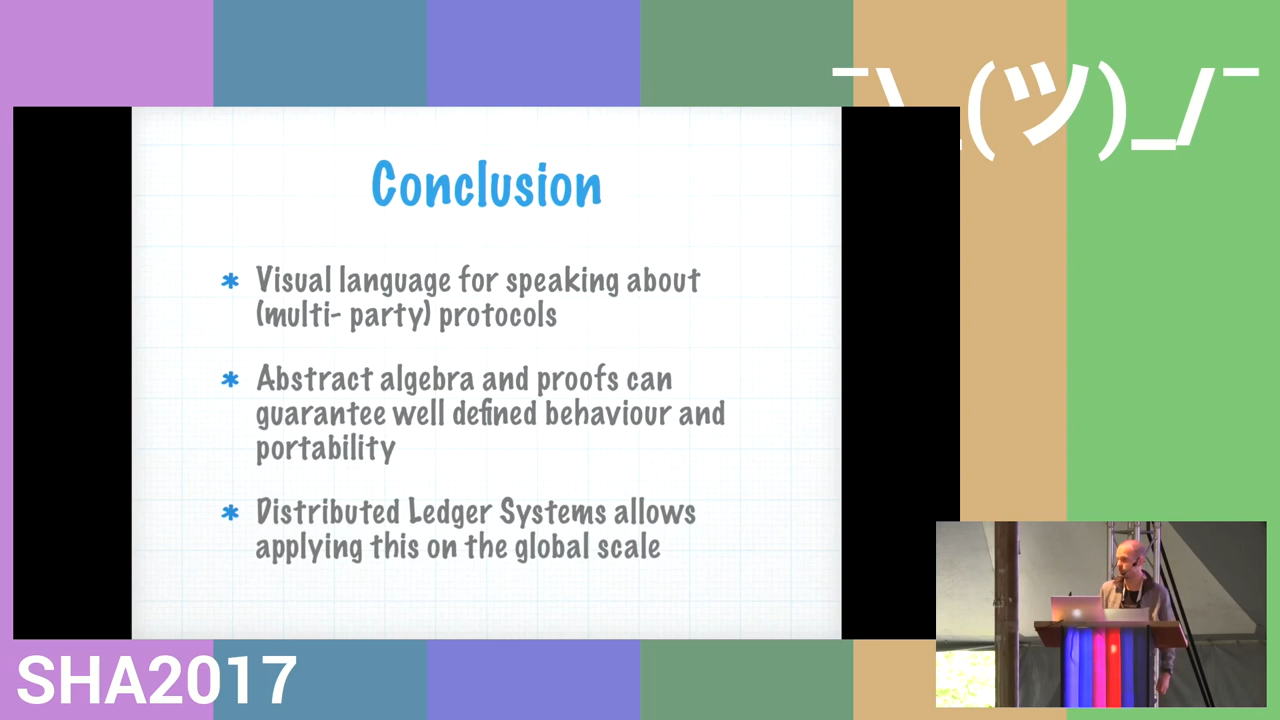 ¯\_(ツ)_/¯
Conclusion
* Visual language for speaking about
(multi- party) protocols
* Abstract algebra and proofs can
guarantee well defined behaviour and
portability
* Distributed Ledger Systems allows
applying this on the global scale
SHA2017